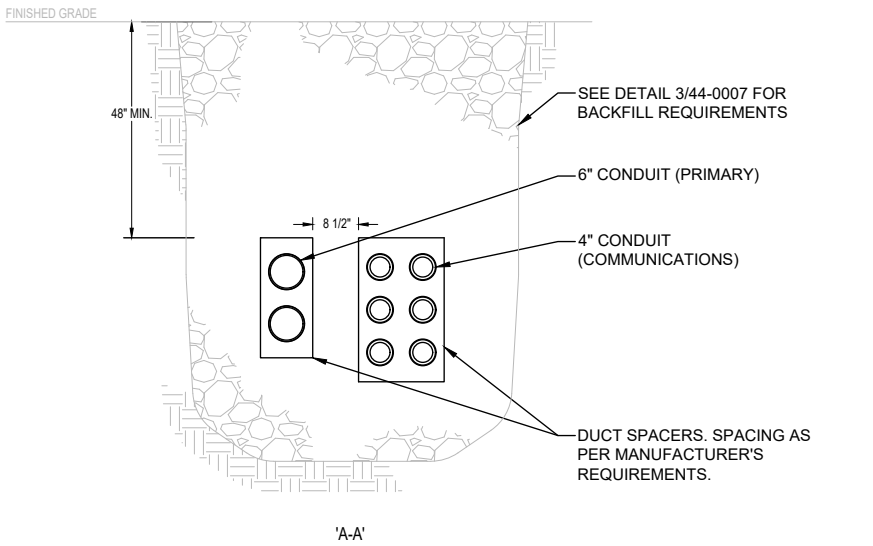 FINISHED GRADE
48" MIN.
SEE DETAIL 3/44-0007 FOR
BACKFILL REQUIREMENTS
6" CONDUIT (PRIMARY)
8 1/2"
4" CONDUIT
(COMMUNICATIONS)
DUCT SPACERS. SPACING AS
PER MANUFACTURER'S
REQUIREMENTS.
'A-A'